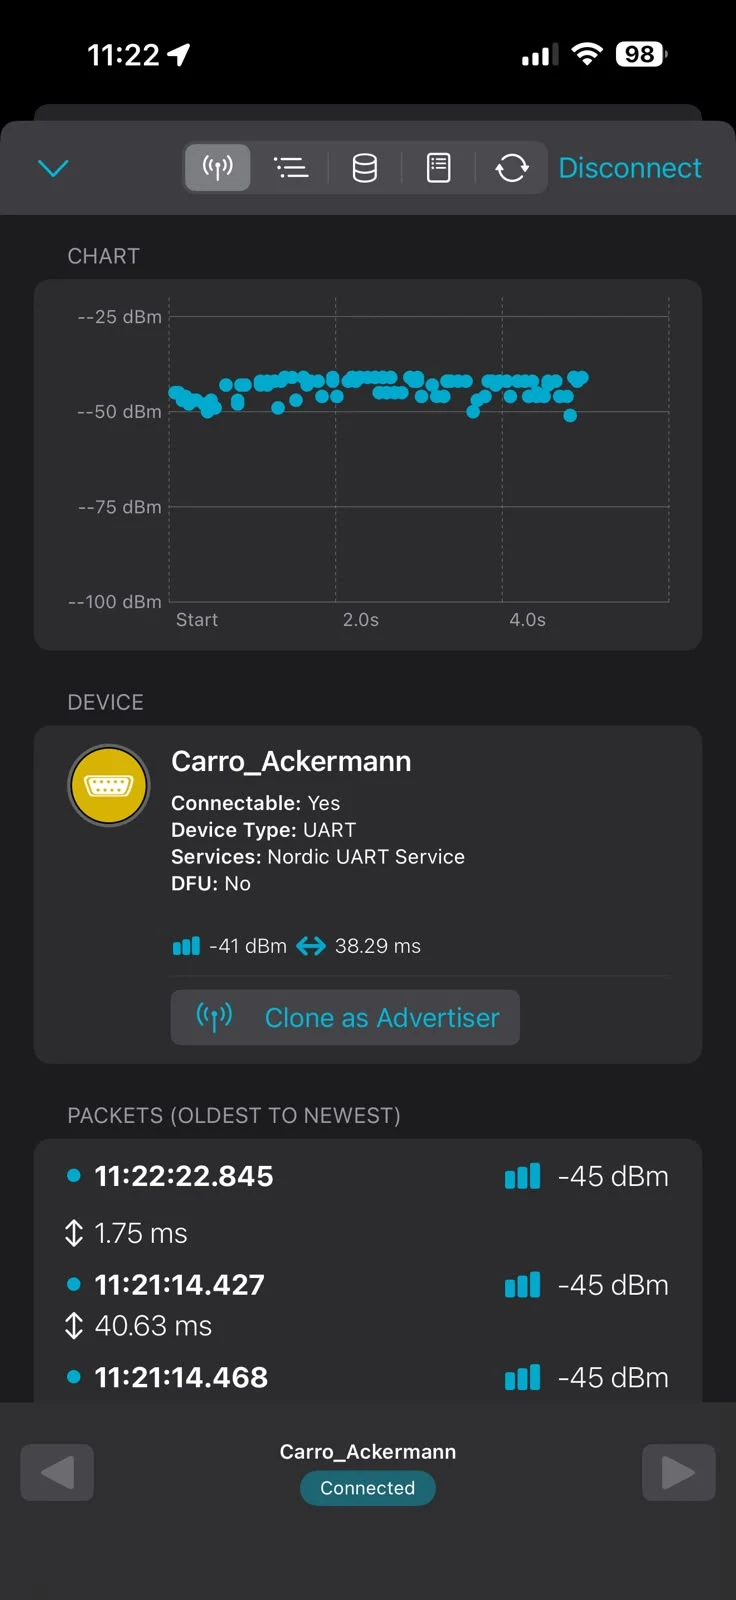 11:22
98
Disconnect
CHART
--25 dBm
--50 dBm
--75 dBm
--100 dBm
Start
2.0s
4.0s
DEVICE
Carro_Ackermann
Connectable: Yes
Device Type: UART
Services: Nordic UART Service
DFU: No
-41 dBm
38.29 ms
Clone as Advertiser
PACKETS (OLDEST TO NEWEST)
11:22:22.845 -45 dBm
1.75 ms
11:21:14.427 -45 dBm
40.63 ms
11:21:14.468 -45 dBm
Carro_Ackermann
Connected